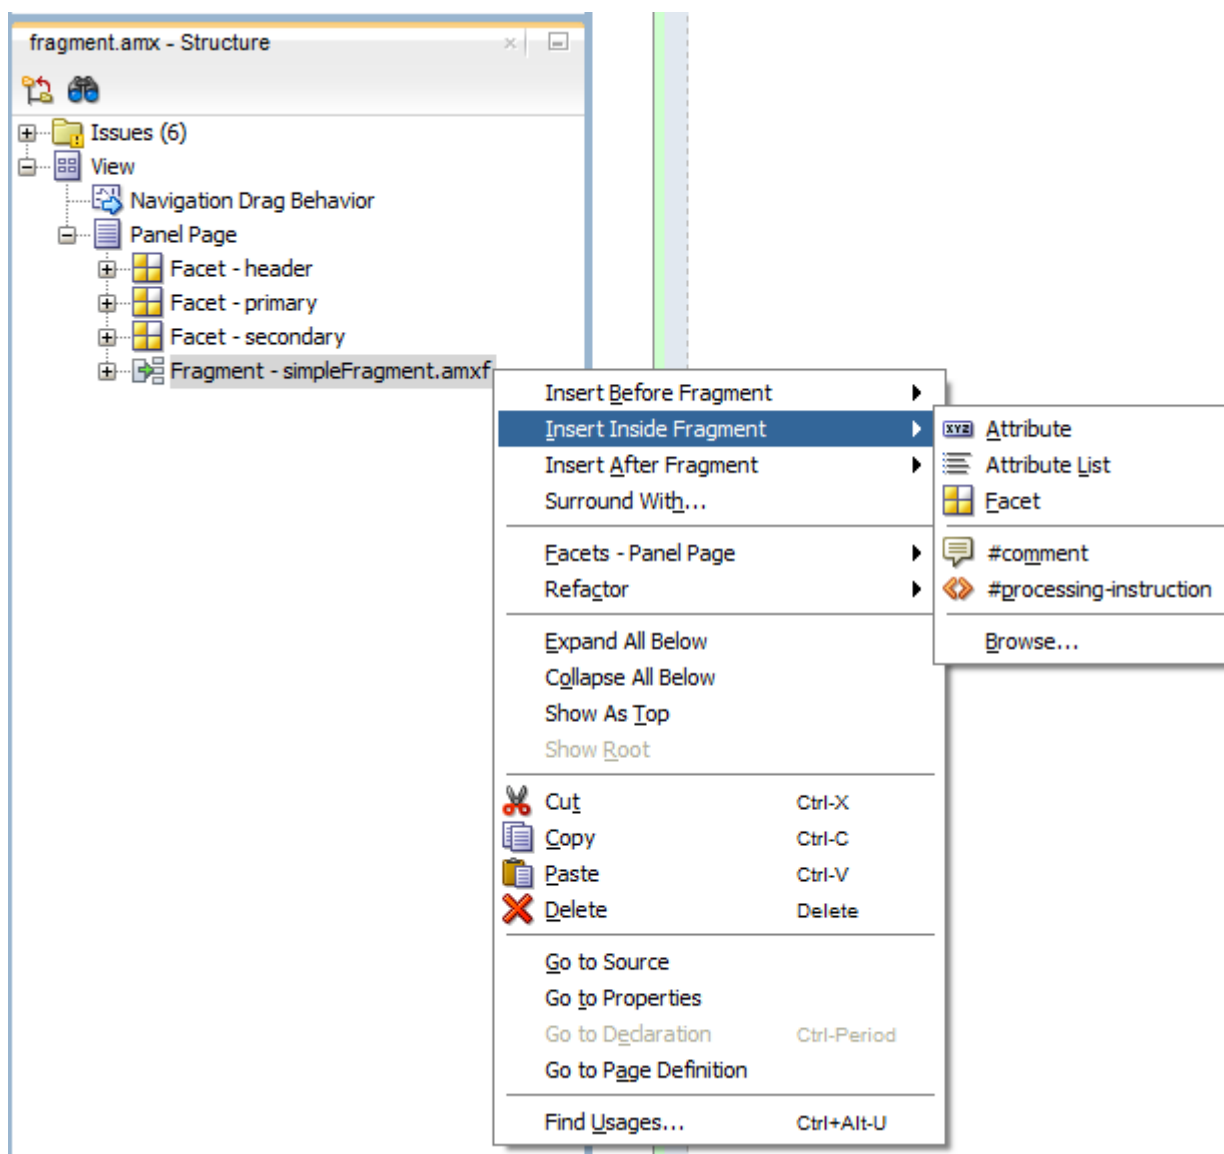 fragment.amx - Structure
Issues (6)
View
Navigation Drag Behavior
Panel Page
Facet - header
Facet - primary
Facet - secondary
Fragment - simpleFragment.amxf
Insert Before Fragment
Insert Inside Fragment
Insert After Fragment
Surround With...
Facets - Panel Page
Refactor
Expand All Below
Collapse All Below
Show As Top
Show Root
Cut Ctrl-X
Copy Ctrl-C
Paste Ctrl-V
Delete Delete
Go to Source
Go to Properties
Go to Declaration Ctrl-Period
Go to Page Definition
Find Usages... Ctrl+Alt-U
XYZ Attribute
Attribute List
Facet
#comment
#processing-instruction
Browse...